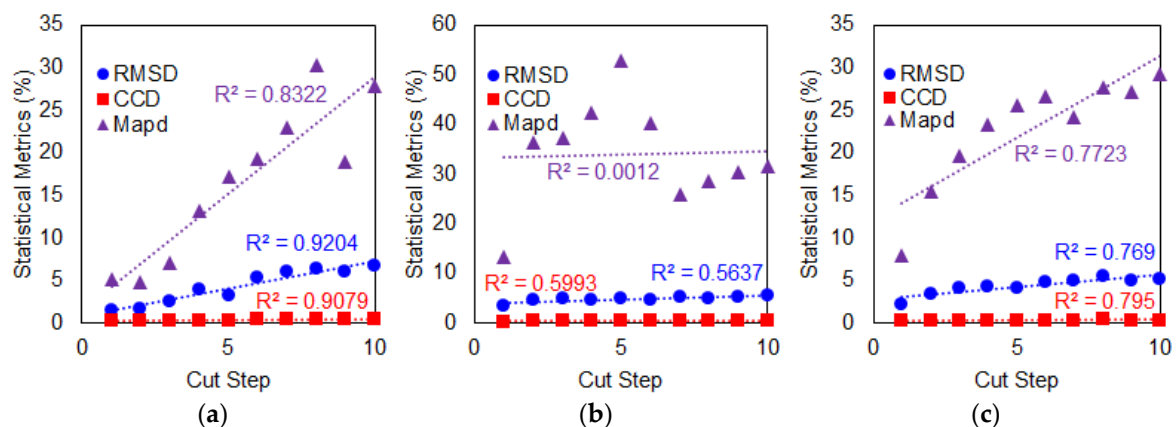 Statistical Metrics (%)
35
30
25
20
15
10
5
0
RMSD
CCD
Mapd
R² = 0.8322
R² = 0.9204
R² = 0.9079
0
5
10
Cut Step
(a)
Statistical Metrics (%)
60
50
40
30
20
10
0
RMSD
CCD
Mapd
R² = 0.0012
R² = 0.5993
R² = 0.5637
0
5
10
Cut Step
(b)
Statistical Metrics (%)
35
30
25
20
15
10
5
0
RMSD
CCD
Mapd
R² = 0.7723
R² = 0.769
R² = 0.795
0
5
10
Cut Step
(c)